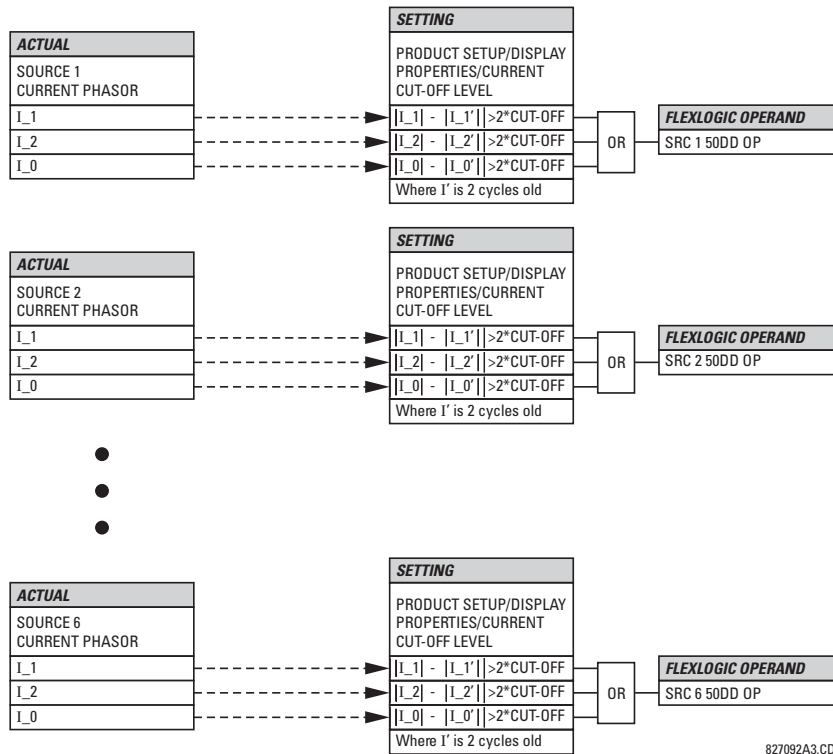 ACTUAL
SOURCE 1
CURRENT PHASOR
I_1
I_2
I_0
SETTING
PRODUCT SETUP/DISPLAY
PROPERTIES/CURRENT
CUT-OFF LEVEL
||I_1| - |I_1'||>2*CUT-OFF
||I_2| - |I_2'||>2*CUT-OFF
||I_0| - |I_0'||>2*CUT-OFF
Where I' is 2 cycles old
OR
FLEXLOGIC OPERAND
SRC 1 50DD OP
ACTUAL
SOURCE 2
CURRENT PHASOR
I_1
I_2
I_0
SETTING
PRODUCT SETUP/DISPLAY
PROPERTIES/CURRENT
CUT-OFF LEVEL
||I_1| - |I_1'||>2*CUT-OFF
||I_2| - |I_2'||>2*CUT-OFF
||I_0| - |I_0'||>2*CUT-OFF
Where I' is 2 cycles old
OR
FLEXLOGIC OPERAND
SRC 2 50DD OP
ACTUAL
SOURCE 6
CURRENT PHASOR
I_1
I_2
I_0
SETTING
PRODUCT SETUP/DISPLAY
PROPERTIES/CURRENT
CUT-OFF LEVEL
||I_1| - |I_1'||>2*CUT-OFF
||I_2| - |I_2'||>2*CUT-OFF
||I_0| - |I_0'||>2*CUT-OFF
Where I' is 2 cycles old
OR
FLEXLOGIC OPERAND
SRC 6 50DD OP